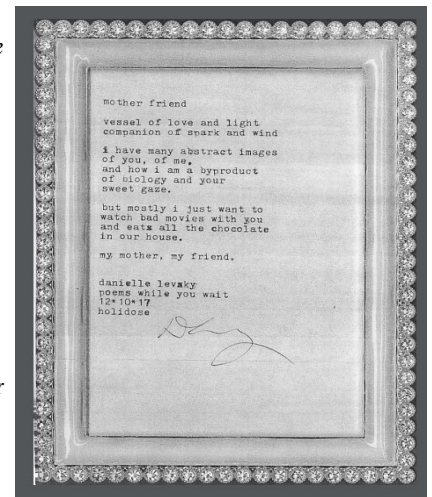 mother friend
vessel of love and light
companion of spark and wind
i have many abstract images
of you, of me,
and how i am a byproduct
of biology and your
sweet gaze.
but mostly i just want to
watch bad movies with you
and eatx all the chocolate
in our house.
my mother, my friend.
danielle levsky
poems while you wait
12*10*17
holidose